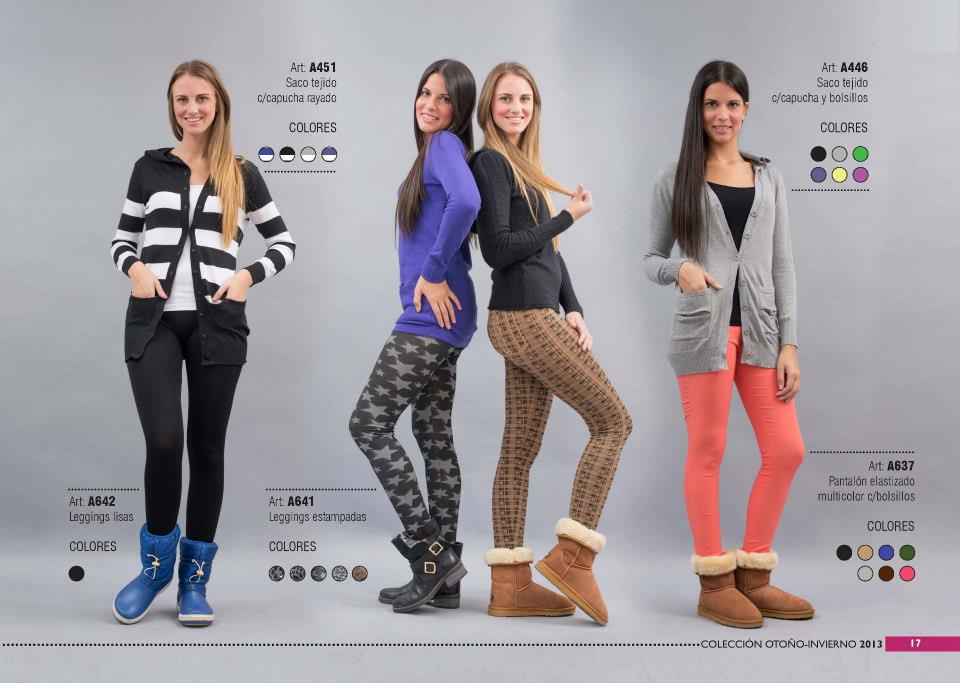 Art: A451
Saco tejido
c/capucha rayado
COLORES
Art: A446
Saco tejido
c/capucha y bolsillos
COLORES
Art: A642
Leggings lisas
COLORES
Art: A641
Leggings estampadas
COLORES
Art: A637
Pantalón elastizado
multicolor c/bolsillos
COLORES
COLECCIÓN OTOÑO-INVIERNO 2013 17